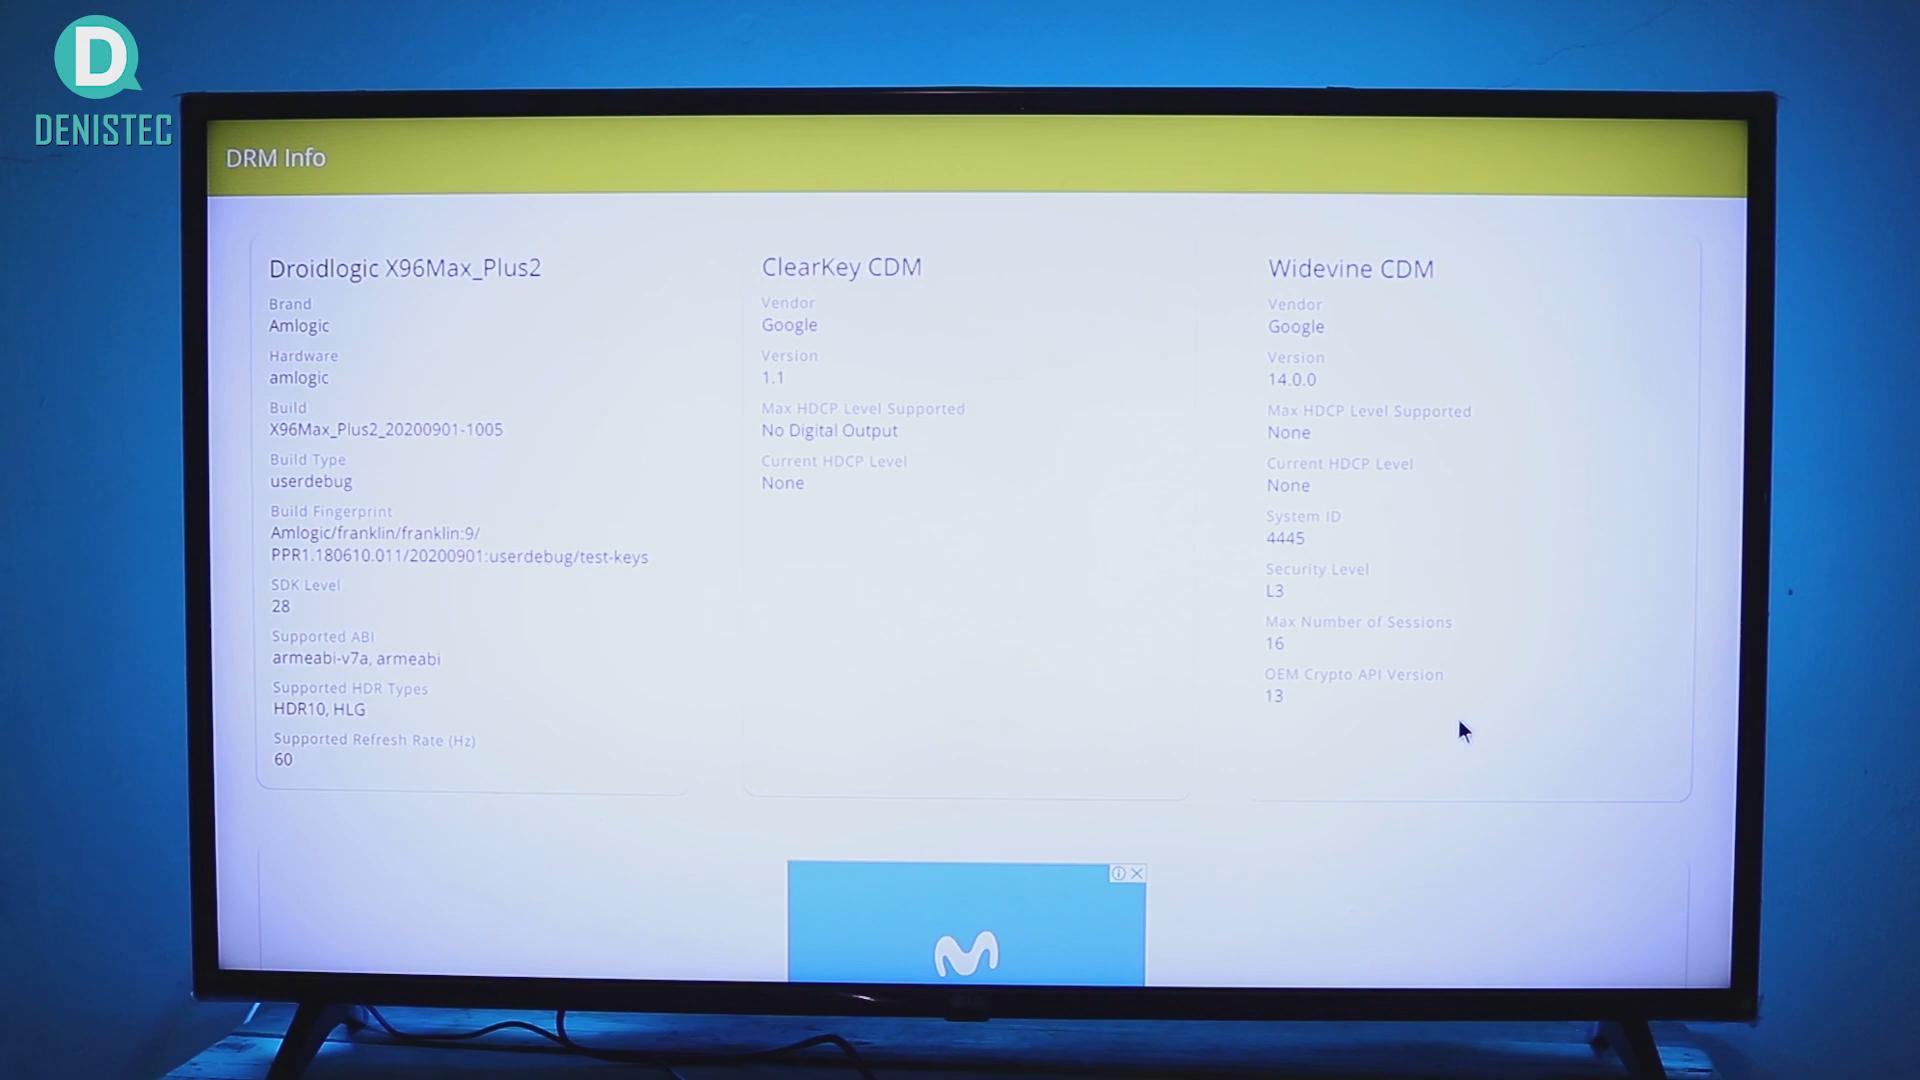 D
DENISTEC
DRM Info
Droidlogic X96Max_Plus2
Brand
Amlogic
Hardware
amlogic
Build
X96Max_Plus2_20200901-1005
Build Type
userdebug
Build Fingerprint
Amlogic/franklin/franklin:9/
PPR1.180610.011/20200901:userdebug/test-keys
SDK Level
28
Supported ABI
armeabi-v7a, armeabi
Supported HDR Types
HDR10, HLG
Supported Refresh Rate (Hz)
60
ClearKey CDM
Vendor
Google
Version
1.1
Max HDCP Level Supported
No Digital Output
Current HDCP Level
None
Widevine CDM
Vendor
Google
Version
14.0.0
Max HDCP Level Supported
None
Current HDCP Level
None
System ID
4445
Security Level
L3
Max Number of Sessions
16
OEM Crypto API Version
13